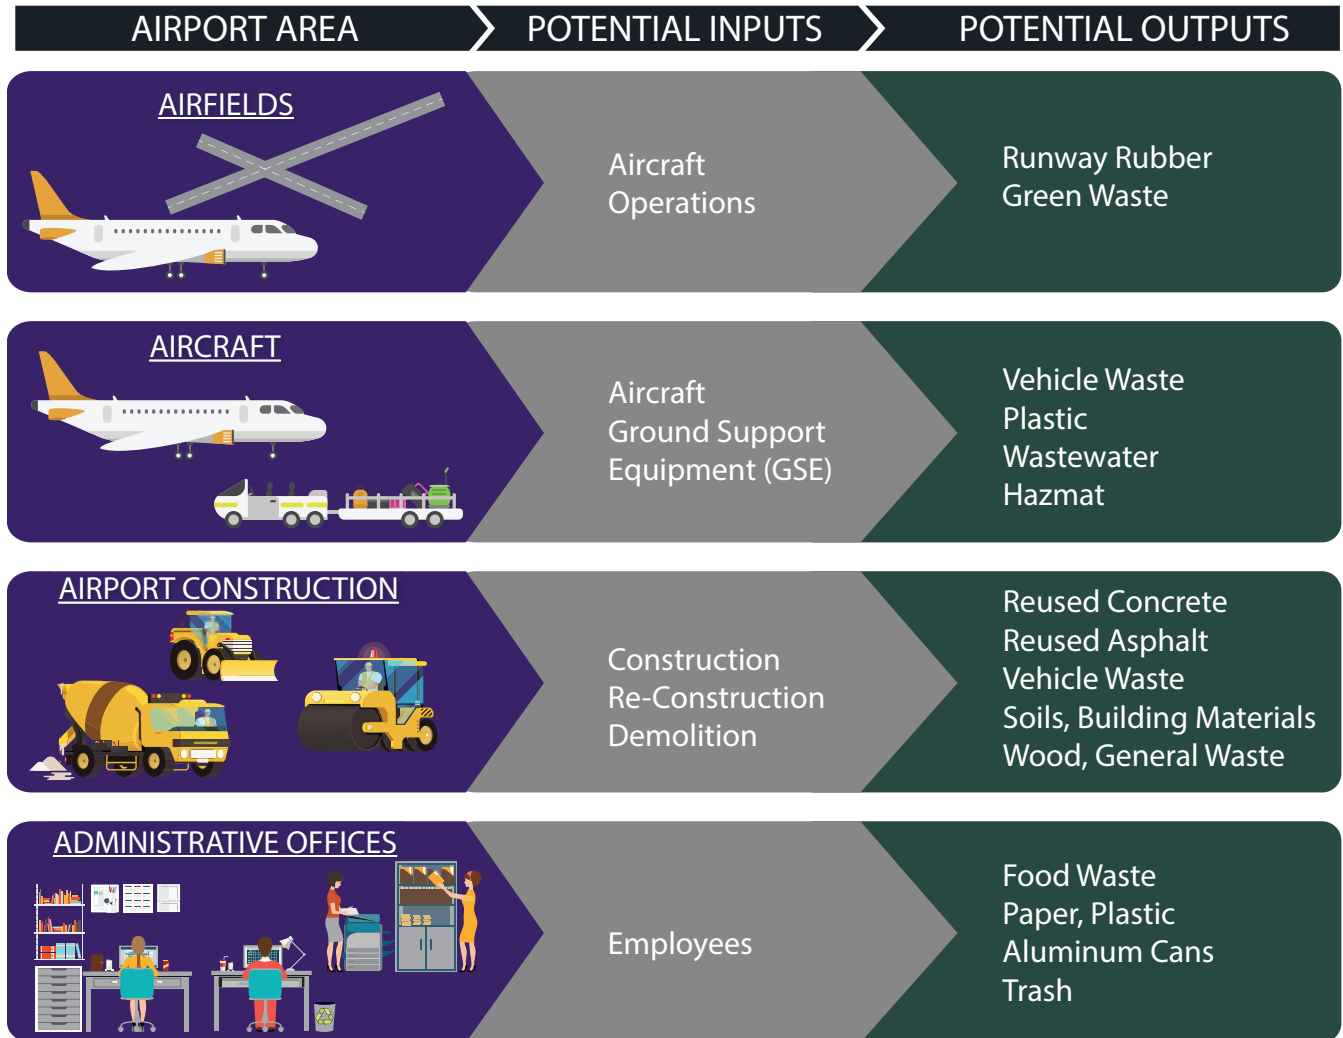 AIRPORT AREA
POTENTIAL INPUTS
POTENTIAL OUTPUTS
AIRFIELDS
Aircraft
Operations
Runway Rubber
Green Waste
AIRCRAFT
Aircraft
Ground Support
Equipment (GSE)
Vehicle Waste
Plastic
Wastewater
Hazmat
AIRPORT CONSTRUCTION
Construction
Re-Construction
Demolition
Reused Concrete
Reused Asphalt
Vehicle Waste
Soils, Building Materials
Wood, General Waste
ADMINISTRATIVE OFFICES
Employees
Food Waste
Paper, Plastic
Aluminum Cans
Trash